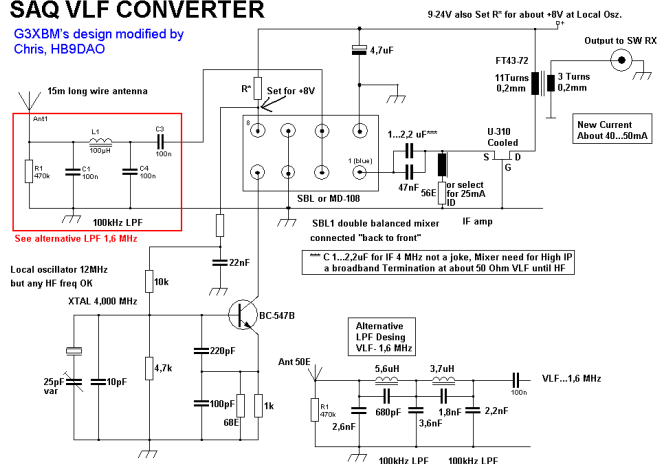 SAQ VLF CONVERTER
G3XBM's design modified by
Chris, HB9DAO
9-24V also Set R* for about +8V at Local Osz.
Output to SW RX
4,7uF
FT43-72
11Turns
0,2mm
3 Turns
0,2mm
R*
Set for +8V
15m long wire antenna
Ant1
L1
100µH
C3
100n
R1
470k
C1
100n
C4
100n
100kHz LPF
See alternative LPF 1,6 MHz
8
1 (blue)
SBL or MD-108
1...2,2 uF***
47nF
56E
or select
for 25mA
ID
U-310
Cooled
S
D
G
IF amp
New Current
About 40...50mA
SBL1 double balanced mixer
connected "back to front"
*** C 1...2,2uF for IF 4 MHz not a joke, Mixer need for High IP
a broadband Termination at about 50 Ohm VLF until HF
22nF
Local oscillator 12MHz
but any HF freq OK
10k
XTAL 4,000 MHz
BC-547B
25pF
var
10pF
4,7k
220pF
100pF
68E
1k
Alternative
LPF Desing
VLF- 1,6 MHz
Ant 50E
5,6uH
3,7uH
VLF...1,6 MHz
100n
R1
470k
680pF
1,8nF
2,2nF
2,6nF
3,6nF
100kHz LPF
100kHz LPF